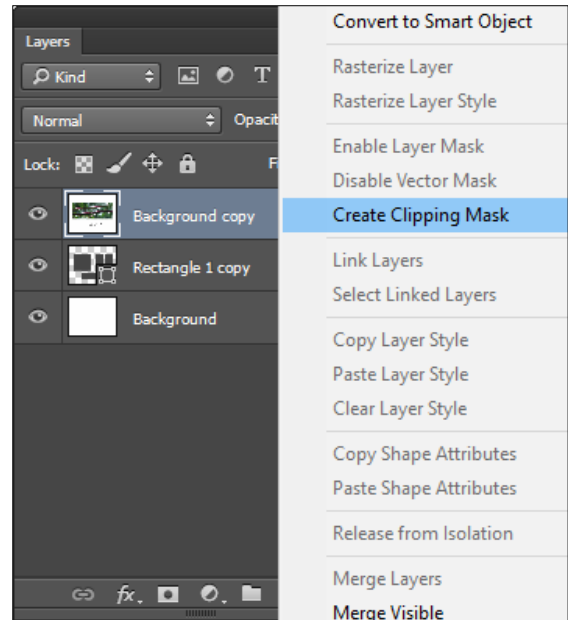 Layers
Kind
T
Normal
Opacit
Lock:
F
Background copy
Rectangle 1 copy
Background
fx.
Convert to Smart Object
Rasterize Layer
Rasterize Layer Style
Enable Layer Mask
Disable Vector Mask
Create Clipping Mask
Link Layers
Select Linked Layers
Copy Layer Style
Paste Layer Style
Clear Layer Style
Copy Shape Attributes
Paste Shape Attributes
Release from Isolation
Merge Layers
Merge Visible